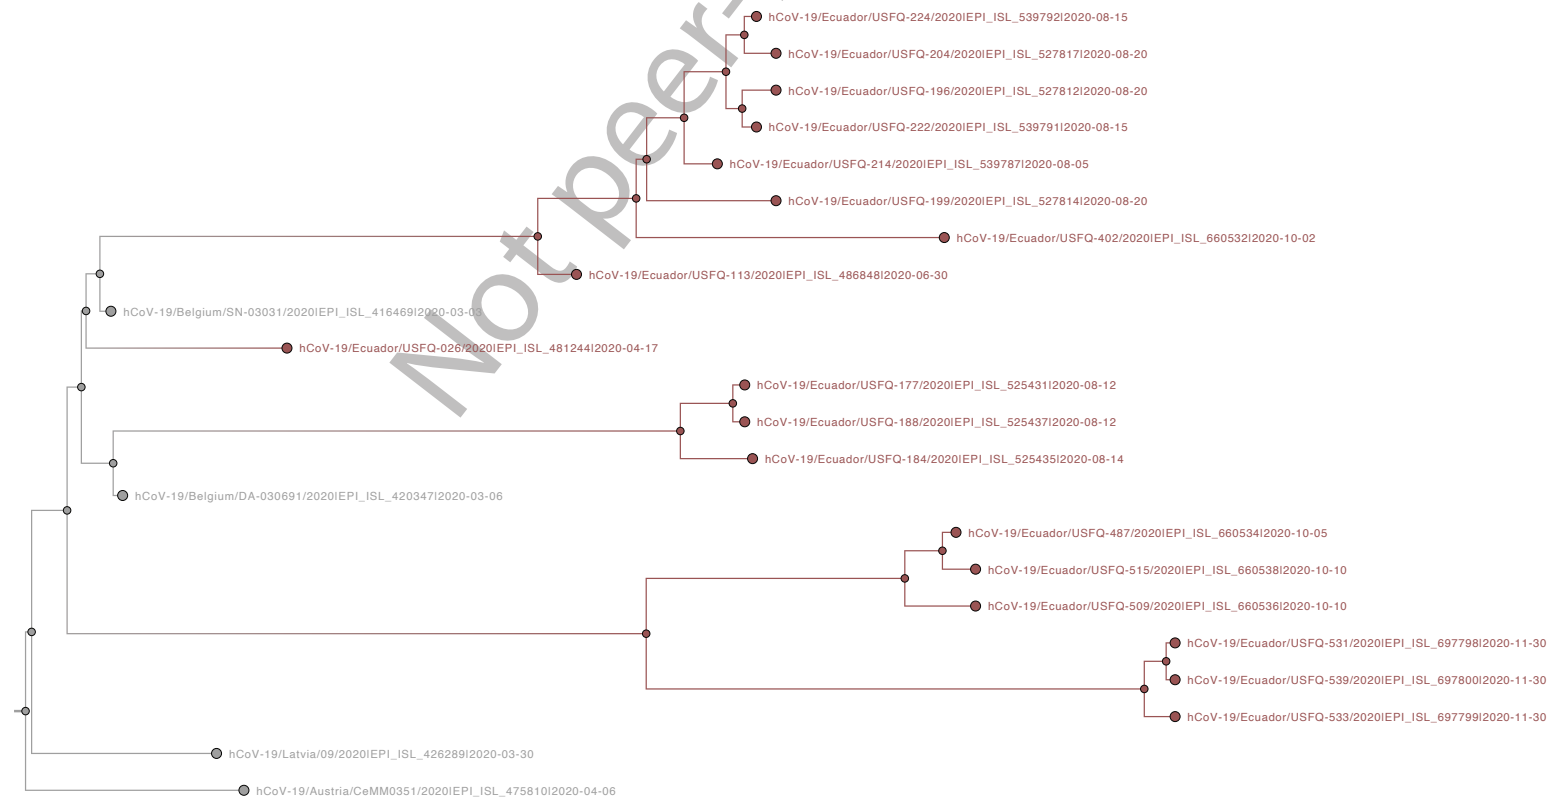 hCoV-19/Ecuador/USFQ-224/2020|EPI_ISL_539792|2020-08-15
hCoV-19/Ecuador/USFQ-204/2020|EPI_ISL_527817|2020-08-20
hCoV-19/Ecuador/USFQ-196/2020|EPI_ISL_527812|2020-08-20
hCoV-19/Ecuador/USFQ-222/2020|EPI_ISL_539791|2020-08-15
hCoV-19/Ecuador/USFQ-214/2020|EPI_ISL_539787|2020-08-05
hCoV-19/Ecuador/USFQ-199/2020|EPI_ISL_527814|2020-08-20
hCoV-19/Ecuador/USFQ-402/2020|EPI_ISL_660532|2020-10-02
hCoV-19/Ecuador/USFQ-113/2020|EPI_ISL_486848|2020-06-30
hCoV-19/Belgium/SN-03031/2020|EPI_ISL_416469|2020-03-03
hCoV-19/Ecuador/USFQ-026/2020|EPI_ISL_481244|2020-04-17
hCoV-19/Ecuador/USFQ-177/2020|EPI_ISL_525431|2020-08-12
hCoV-19/Ecuador/USFQ-188/2020|EPI_ISL_525437|2020-08-12
hCoV-19/Ecuador/USFQ-184/2020|EPI_ISL_525435|2020-08-14
hCoV-19/Belgium/DA-030691/2020|EPI_ISL_420347|2020-03-06
hCoV-19/Ecuador/USFQ-487/2020|EPI_ISL_660534|2020-10-05
hCoV-19/Ecuador/USFQ-515/2020|EPI_ISL_660538|2020-10-10
hCoV-19/Ecuador/USFQ-509/2020|EPI_ISL_660536|2020-10-10
hCoV-19/Ecuador/USFQ-531/2020|EPI_ISL_697798|2020-11-30
hCoV-19/Ecuador/USFQ-539/2020|EPI_ISL_697800|2020-11-30
hCoV-19/Ecuador/USFQ-533/2020|EPI_ISL_697799|2020-11-30
hCoV-19/Latvia/09/2020|EPI_ISL_426289|2020-03-30
hCoV-19/Austria/CeMM0351/2020|EPI_ISL_475810|2020-04-06
Not peer-